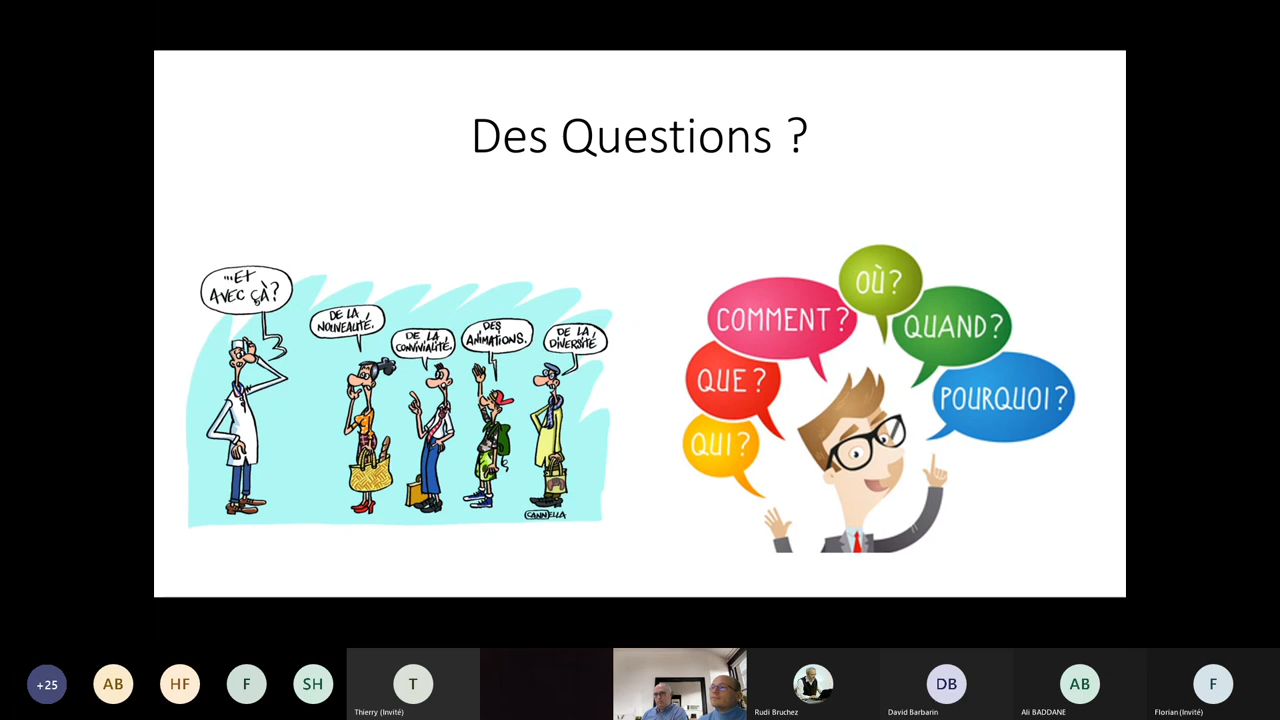 Des Questions ?
...ET
AVEC ÇÀ?
DE LA
NOUVEAUTÉ.
DE LA
CONVIVIALITÉ.
DES
ANIMATIONS.
DE LA
DIVERSITÉ
CANNELLA
OÙ ?
COMMENT ?
QUAND ?
QUE ?
POURQUOI ?
QUI ?
+25
AB
HF
F
SH
T
DB
AB
F
Thierry (Invité)
Rudi Bruchez
David Barbarin
Ali BADDANE
Florian (Invité)